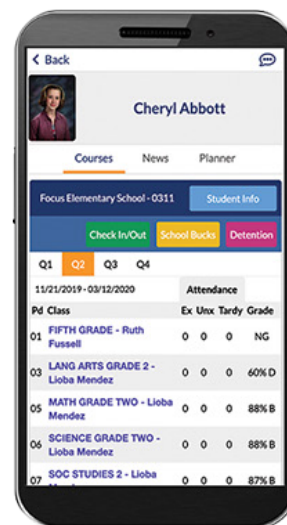 Back
Cheryl Abbott
Courses News Planner
Focus Elementary School - 0311 Student Info
Check In/Out School Bucks Detention
Q1 Q2 Q3 Q4
11/21/2019 - 03/12/2020 Attendance
Pd Class Ex Unx Tardy Grade
01 FIFTH GRADE - Ruth Fussell 0 0 0 NG
03 LANG ARTS GRADE 2 - Lioba Mendez 0 0 0 60% D
05 MATH GRADE TWO - Lioba Mendez 0 0 0 88% B
06 SCIENCE GRADE TWO - Lioba Mendez 0 0 0 88% B
07 SOC STUDIES 2 - Lioba 0 0 0 87% B